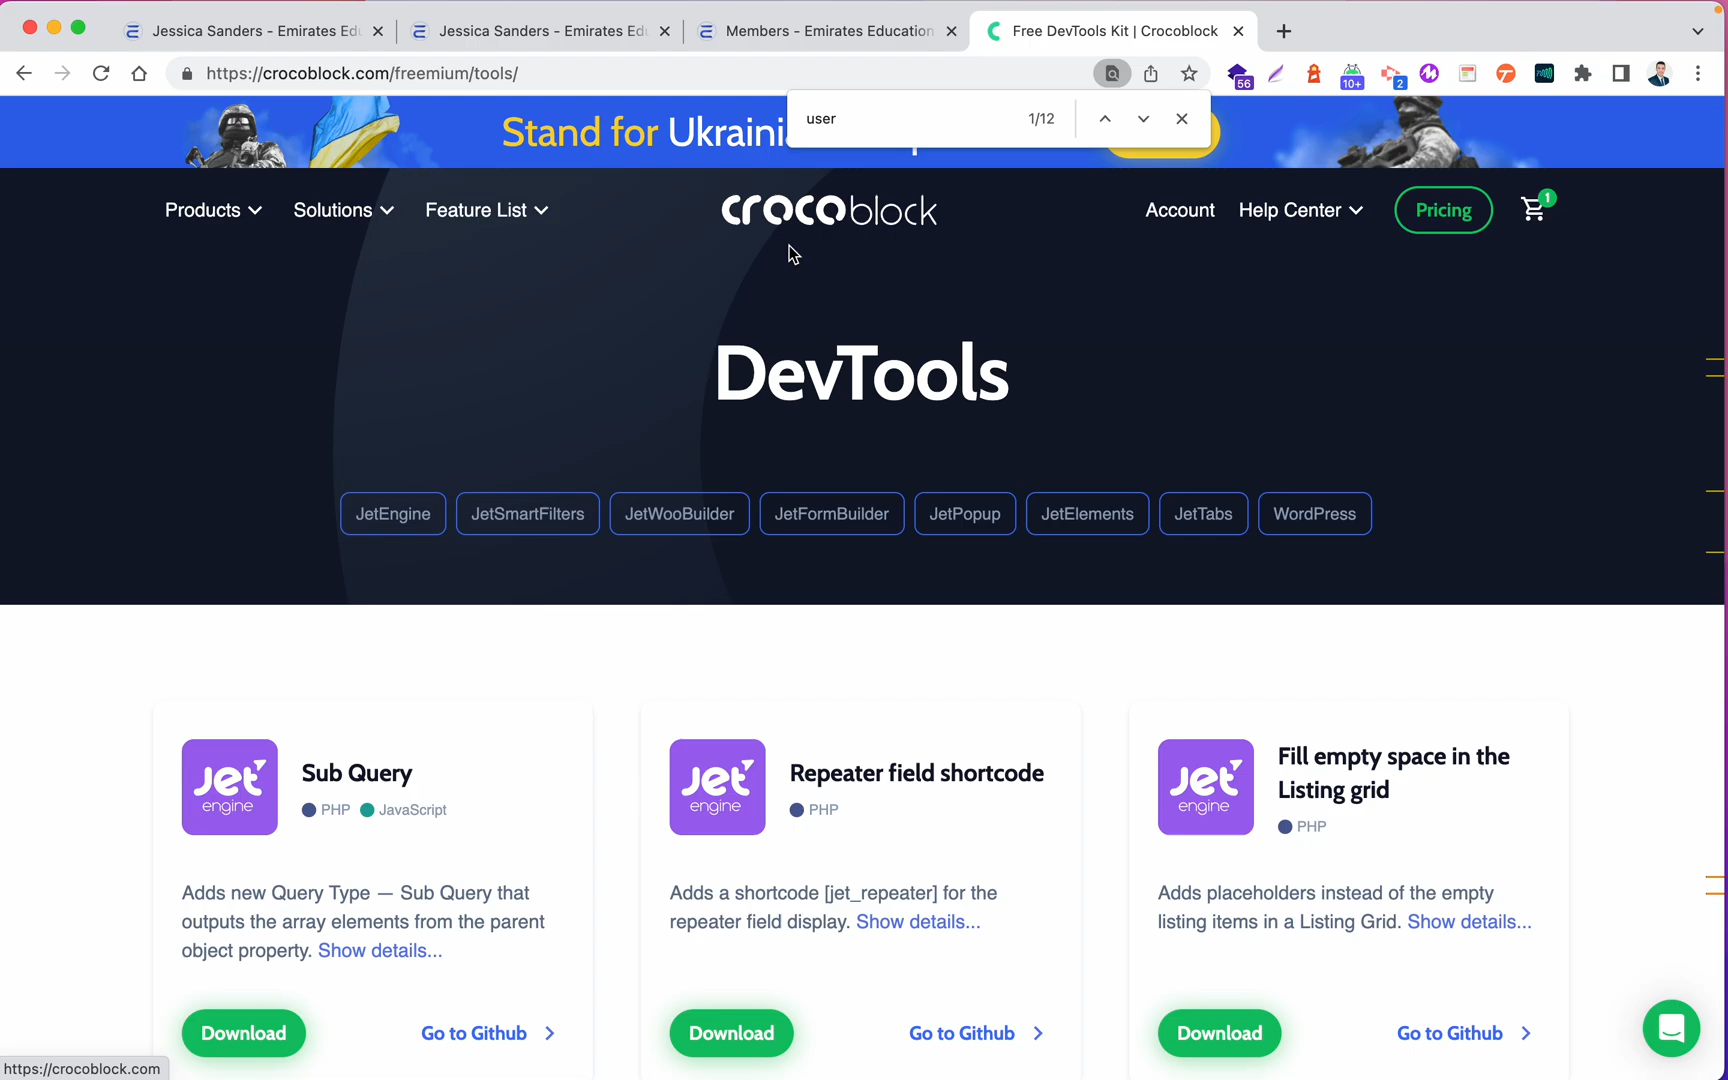 Jessica Sanders - Emirates Edu
Jessica Sanders - Emirates Edu
Members - Emirates Education
Free DevTools Kit | Crocoblock
https://crocoblock.com/freemium/tools/
56
10+
2
Stand for Ukraini
user
1/12
Products
Solutions
Feature List
crocoblock
Account
Help Center
Pricing
1
DevTools
JetEngine
JetSmartFilters
JetWooBuilder
JetFormBuilder
JetPopup
JetElements
JetTabs
WordPress
Jet engine
Sub Query
PHP
JavaScript
Adds new Query Type — Sub Query that
outputs the array elements from the parent
object property. Show details...
Download
Go to Github
Jet engine
Repeater field shortcode
PHP
Adds a shortcode [jet_repeater] for the
repeater field display. Show details...
Download
Go to Github
Jet engine
Fill empty space in the
Listing grid
PHP
Adds placeholders instead of the empty
listing items in a Listing Grid. Show details...
Download
Go to Github
https://crocoblock.com